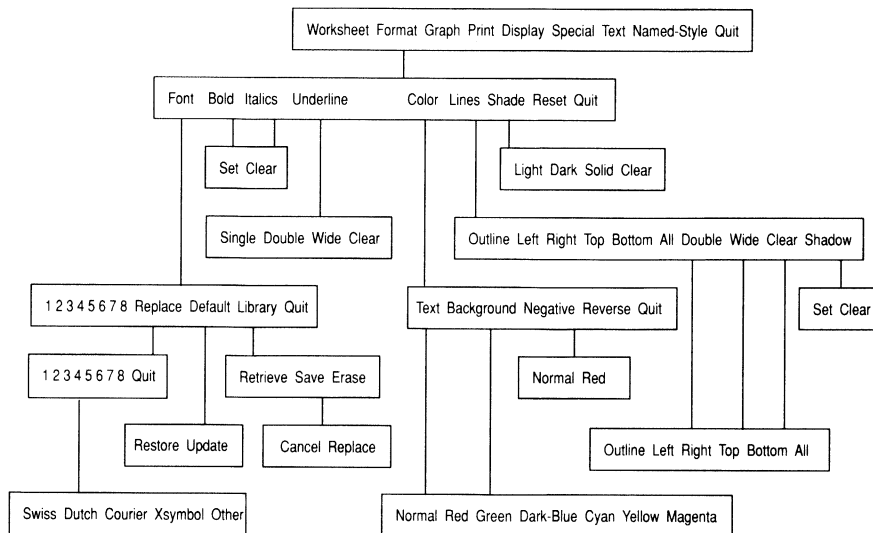 Worksheet Format Graph Print Display Special Text Named-Style Quit
Font Bold Italics Underline Color Lines Shade Reset Quit
Set Clear
Light Dark Solid Clear
Single Double Wide Clear
Outline Left Right Top Bottom All Double Wide Clear Shadow
1 2 3 4 5 6 7 8 Replace Default Library Quit
Text Background Negative Reverse Quit
Set Clear
1 2 3 4 5 6 7 8 Quit
Retrieve Save Erase
Normal Red
Restore Update
Cancel Replace
Outline Left Right Top Bottom All
Swiss Dutch Courier Xsymbol Other
Normal Red Green Dark-Blue Cyan Yellow Magenta